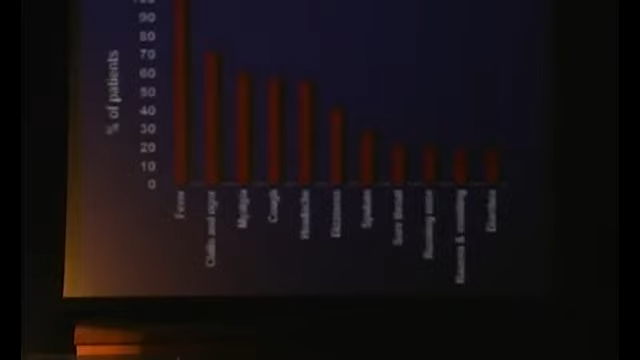 100
90
80
70
60
50
40
30
20
10
0
% of patients
Fever
Chills and rigor
Myalgia
Cough
Headache
Dizziness
Sputum
Sore throat
Running nose
Nausea & vomiting
Diarrhea